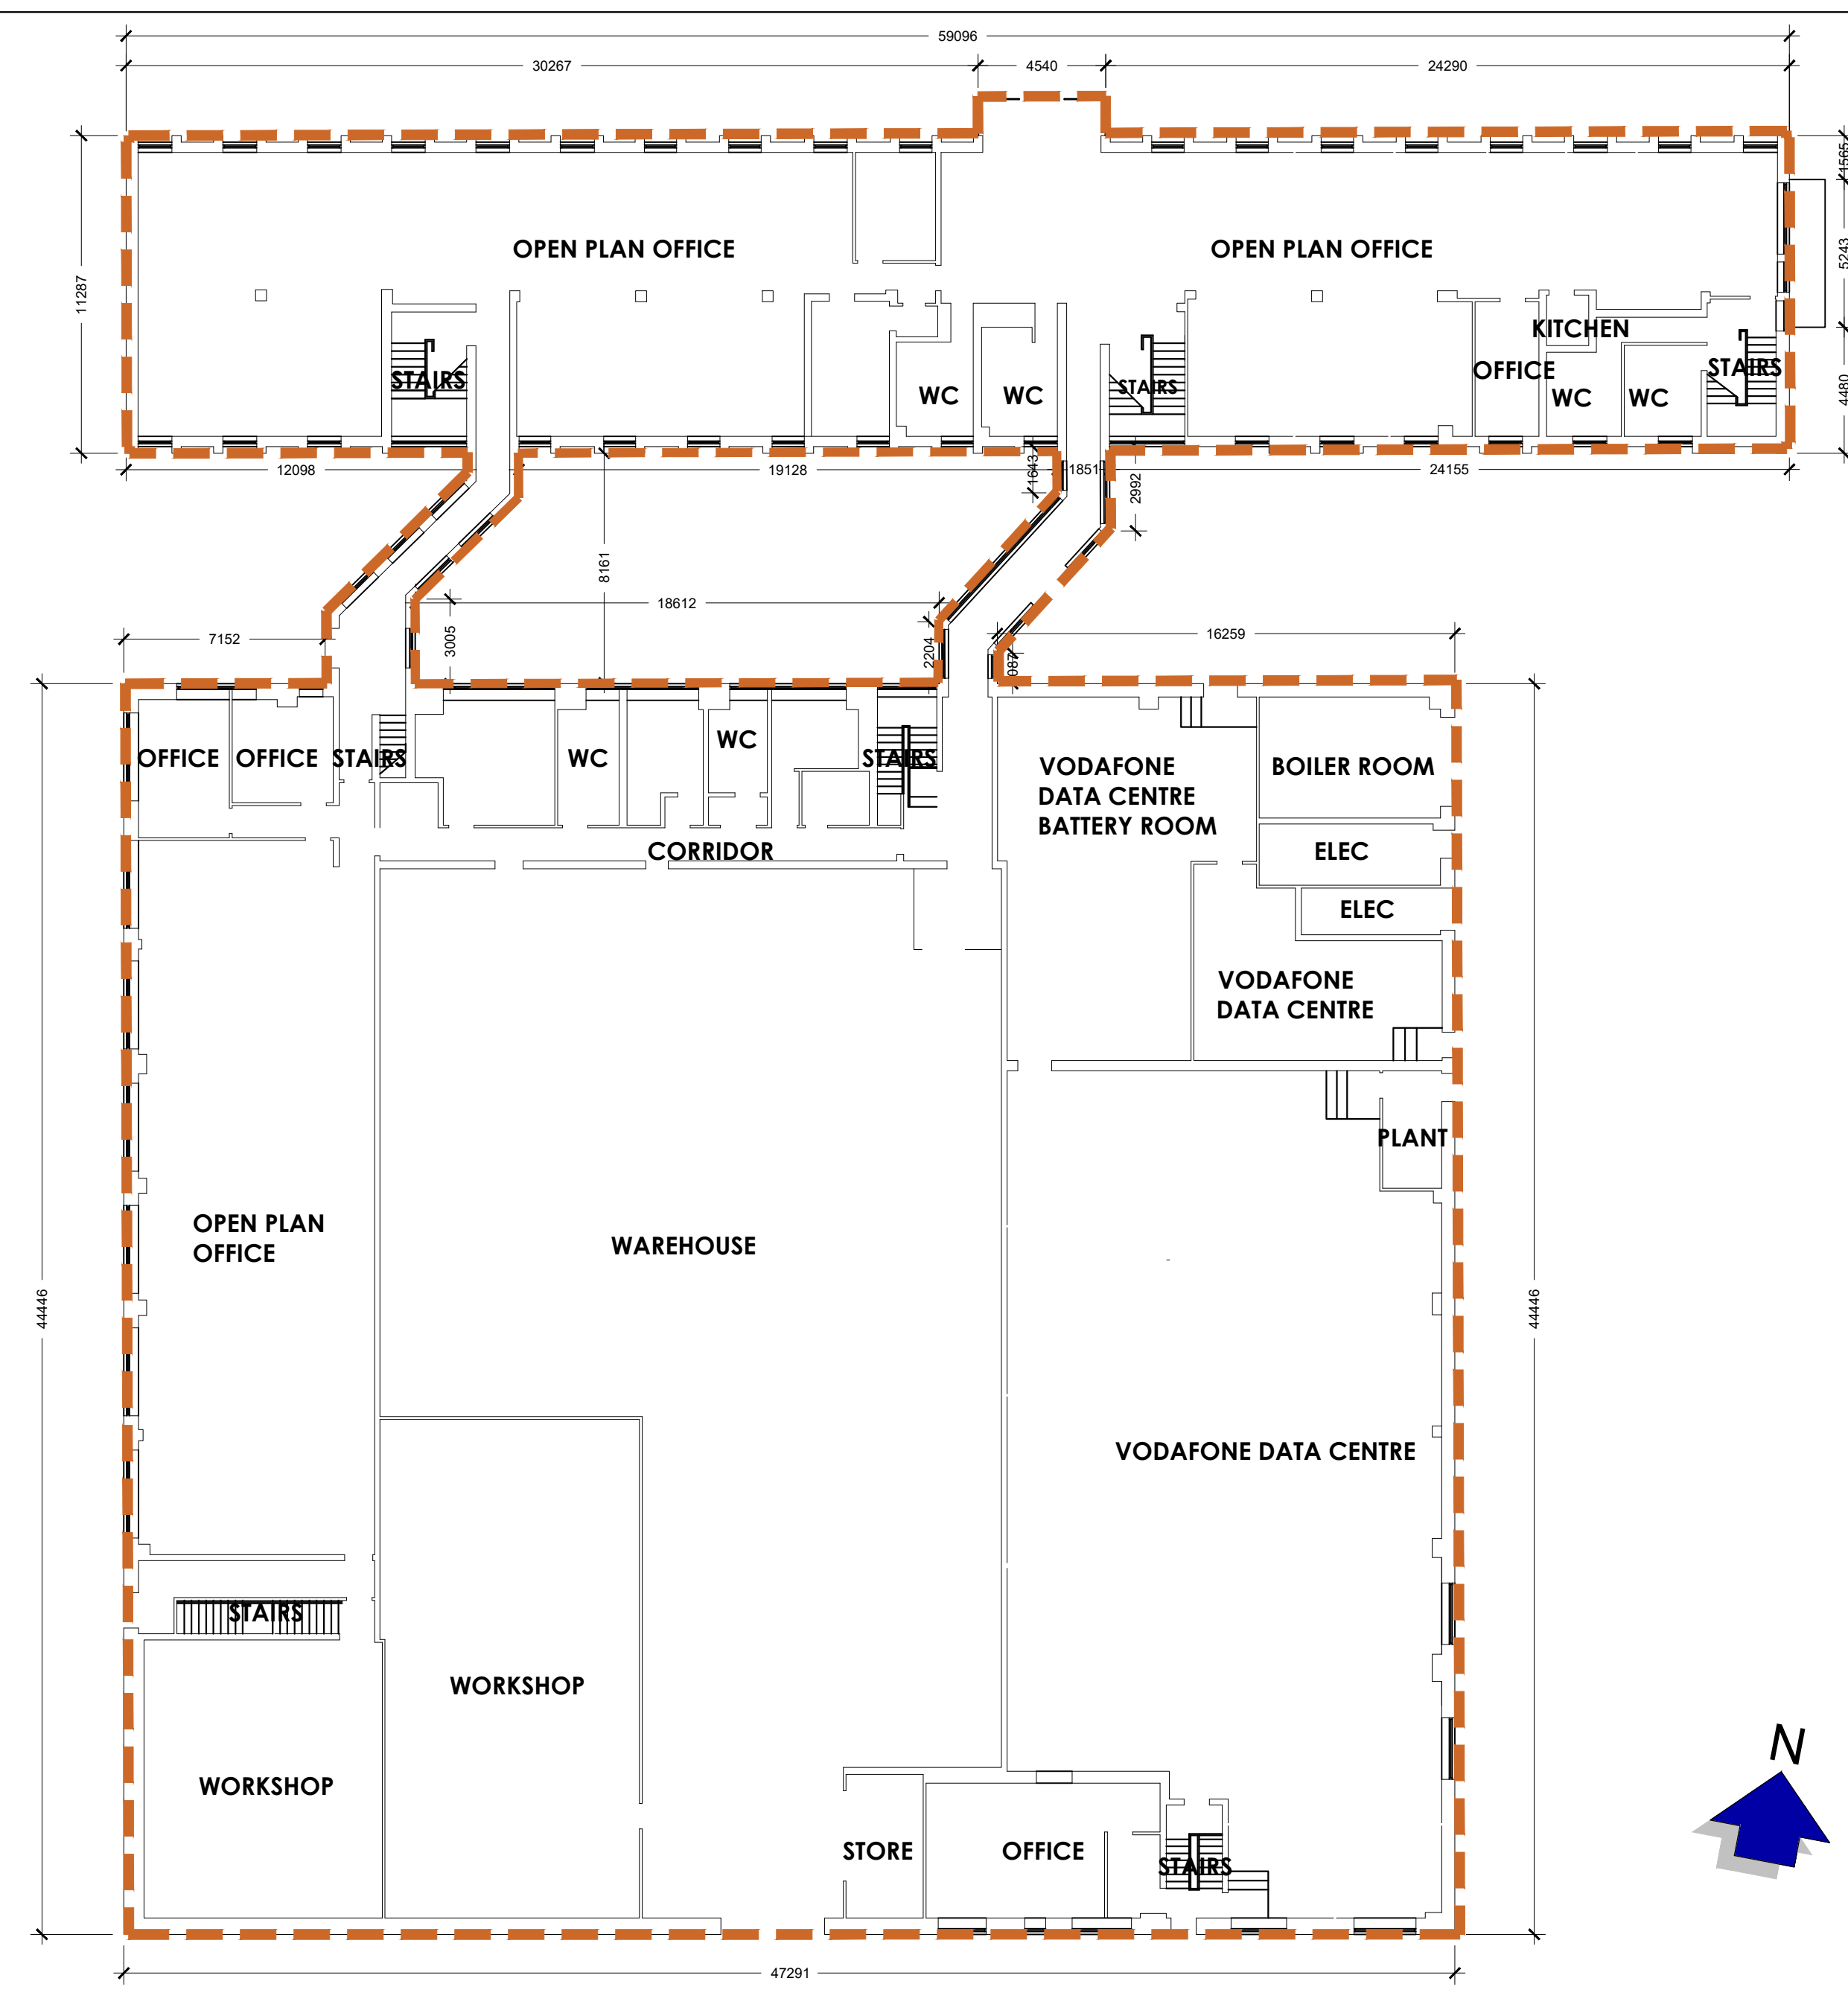 59096
30267
4540
24290
1565
5243
4480
11287
OPEN PLAN OFFICE
OPEN PLAN OFFICE
KITCHEN
STAIRS
WC
WC
STAIRS
OFFICE
WC
WC
STAIRS
12098
19128
1643
1851
24155
2992
8161
18612
7152
3005
2204
16259
OFFICE
OFFICE
STAIRS
WC
WC
STAIRS
VODAFONE
DATA CENTRE
BATTERY ROOM
BOILER ROOM
CORRIDOR
ELEC
ELEC
VODAFONE
DATA CENTRE
PLANT
OPEN PLAN
OFFICE
WAREHOUSE
44446
44446
VODAFONE DATA CENTRE
STAIRS
WORKSHOP
WORKSHOP
STORE
OFFICE
STAIRS
N
47291